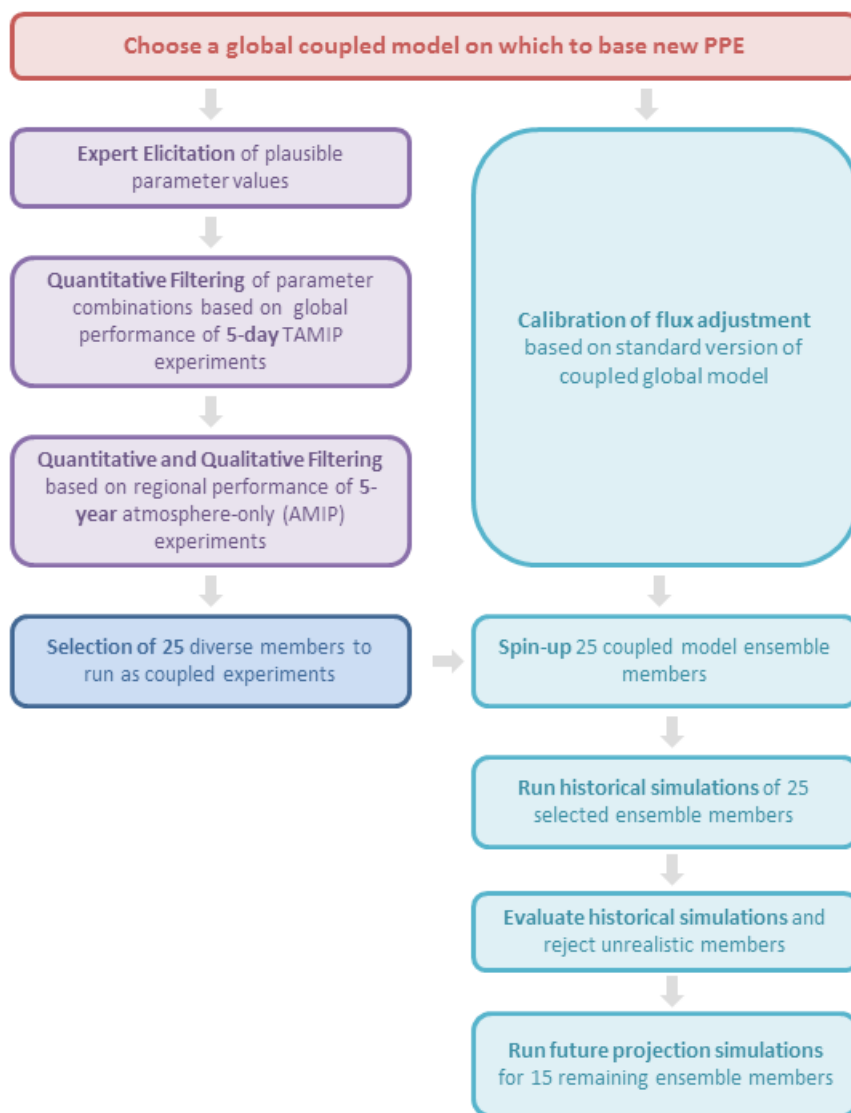 Choose a global coupled model on which to base new PPE
Expert Elicitation of plausible
parameter values
Quantitative Filtering of parameter
combinations based on global
performance of 5-day TAMIP
experiments
Quantitative and Qualitative Filtering
based on regional performance of 5-
year atmosphere-only (AMIP)
experiments
Selection of 25 diverse members to
run as coupled experiments
Calibration of flux adjustment
based on standard version of
coupled global model
Spin-up 25 coupled model ensemble
members
Run historical simulations of 25
selected ensemble members
Evaluate historical simulations and
reject unrealistic members
Run future projection simulations
for 15 remaining ensemble members